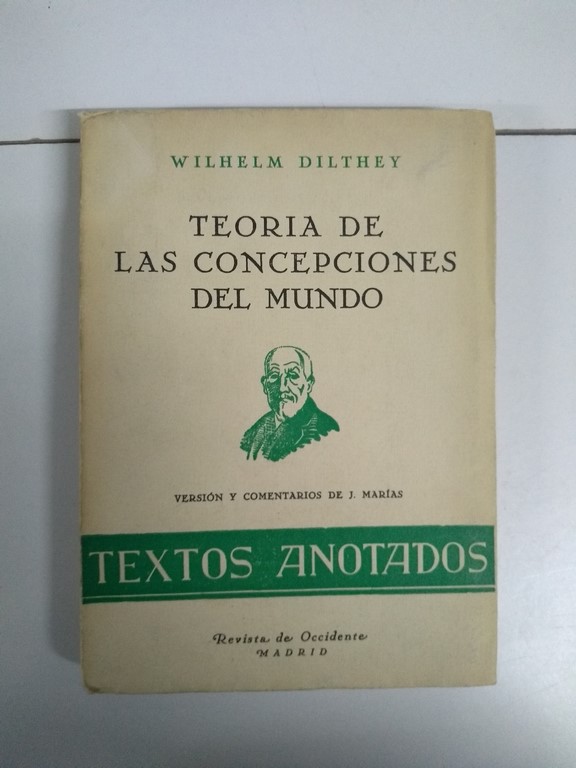 WILHELM DILTHEY
TEORIA DE
LAS CONCEPCIONES
DEL MUNDO
VERSIÓN Y COMENTARIOS DE J. MARÍAS
TEXTOS ANOTADOS
Revista de Occidente
MADRID